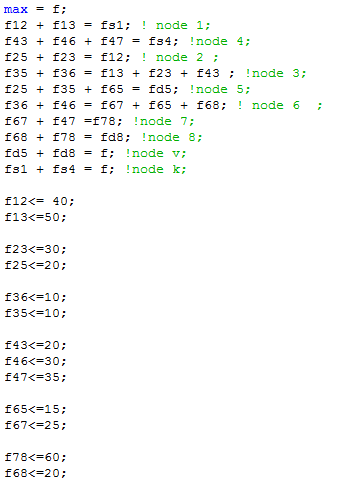 max = f;
f12 + f13 = fs1; ! node 1;
f43 + f46 + f47 = fs4; !node 4;
f25 + f23 = f12; ! node 2 ;
f35 + f36 = f13 + f23 + f43 ; !node 3;
f25 + f35 + f65 = fd5; !node 5;
f36 + f46 = f67 + f65 + f68; ! node 6  ;
f67 + f47 =f78; !node 7;
f68 + f78 = fd8; !node 8;
fd5 + fd8 = f; !node v;
fs1 + fs4 = f; !node k;
f12<= 40;
f13<=50;
f23<=30;
f25<=20;
f36<=10;
f35<=10;
f43<=20;
f46<=30;
f47<=35;
f65<=15;
f67<=25;
f78<=60;
f68<=20;